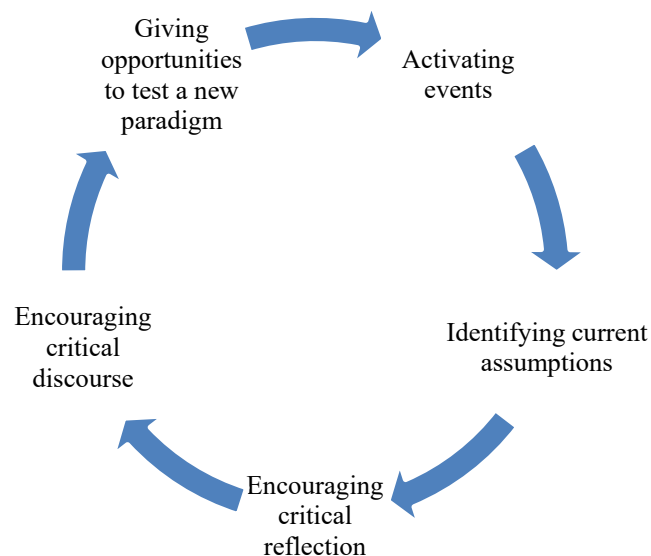 Giving
opportunities
to test a new
paradigm
Activating
events
Identifying current
assumptions
Encouraging
critical
reflection
Encouraging
critical
discourse